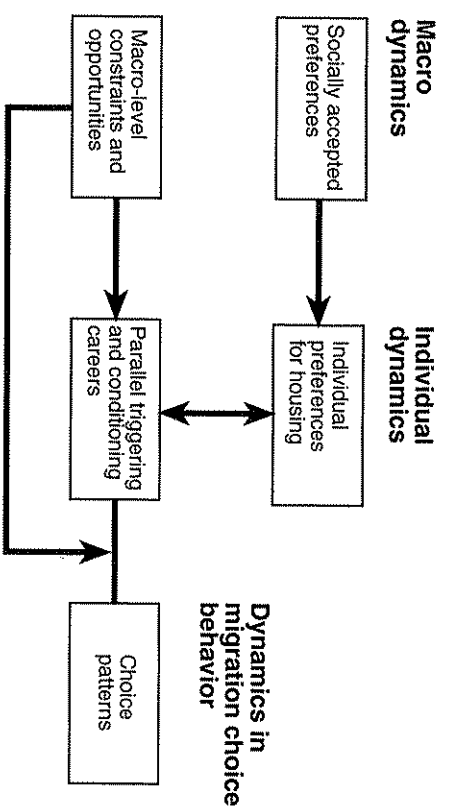 Macro
dynamics
Individual
dynamics
Dynamics in
migration choice
behavior
Socially accepted
preferences
Individual
preferences
for housing
Macro-level
constraints and
opportunities
Parallel triggering
and conditioning
careers
Choice
patterns